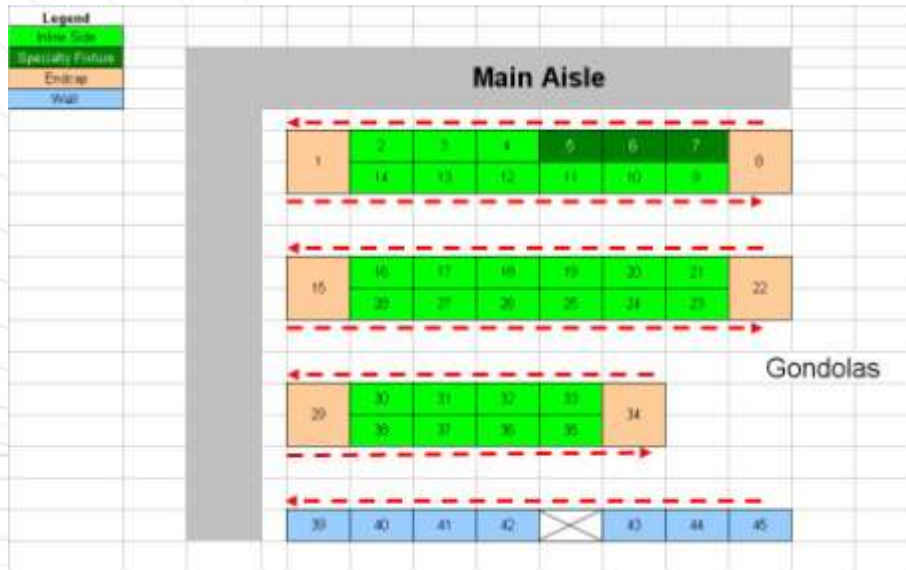 Legend
Inline Side
Specialty Fixture
Endcap
Wall
Main Aisle
2 3 4 5 6 7
1 8
14 13 12 11 10 9
16 17 18 19 20 21
15 22
28 27 26 25 24 23
Gondolas
30 31 32 33
29 34
38 37 36 35
39 40 41 42 43 44 45